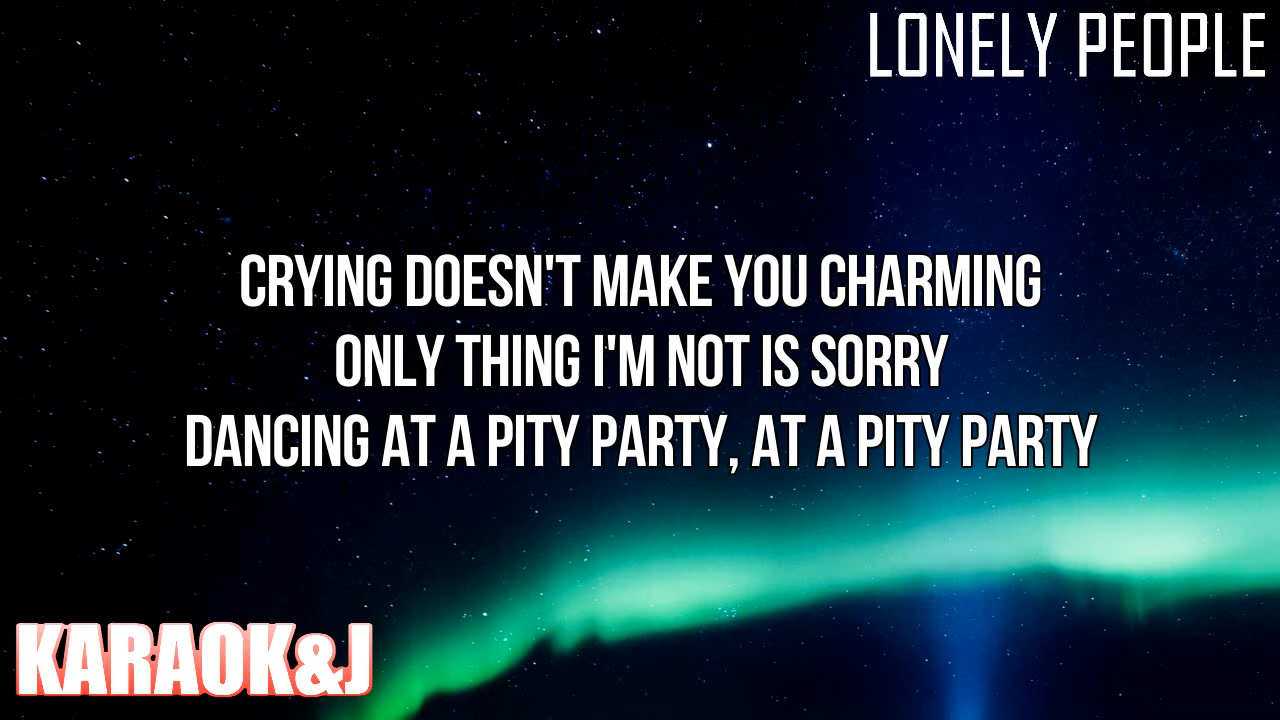 LONELY PEOPLE
CRYING DOESN'T MAKE YOU CHARMING
ONLY THING I'M NOT IS SORRY
DANCING AT A PITY PARTY, AT A PITY PARTY
KARAOK&J